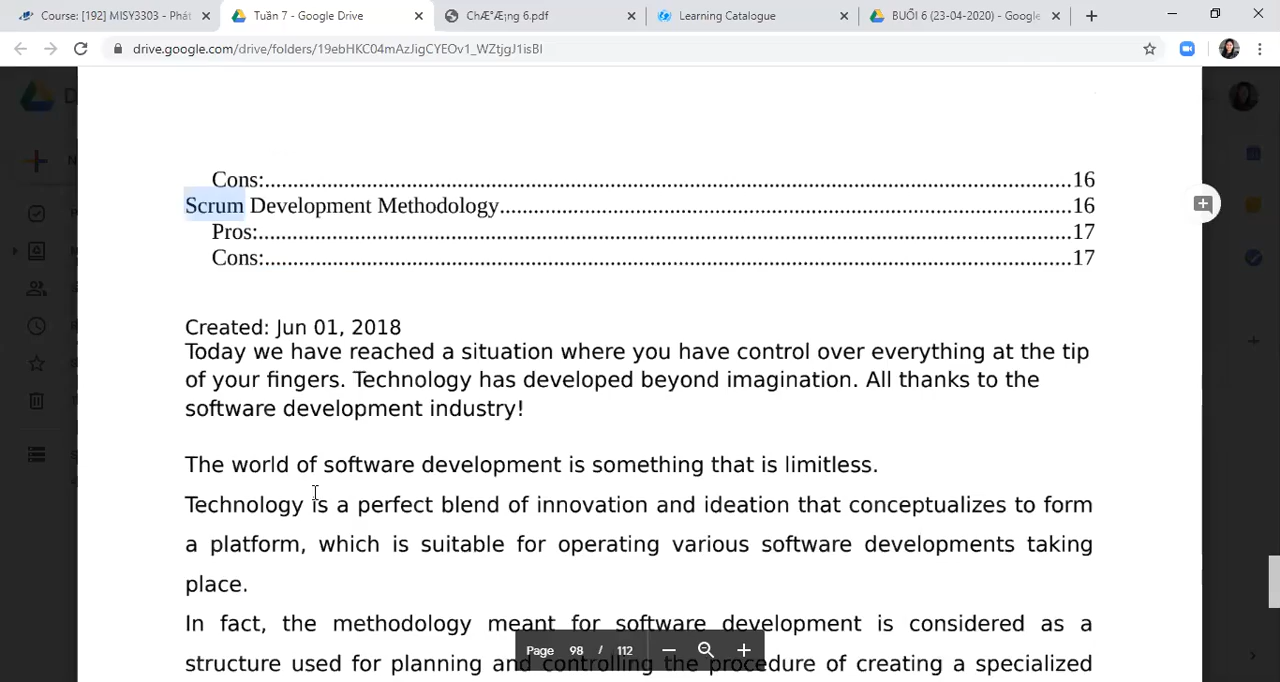 Course: [192] MISY3303 - Phát
Tuần 7 - Google Drive
ChÆ°Æ¡ng 6.pdf
Learning Catalogue
BUỔI 6 (23-04-2020) - Google
drive.google.com/drive/folders/19ebHKC04mAzJigCYEOv1_WZtjgJ1isBI
Cons:..........16
Scrum Development Methodology..........16
Pros:..........17
Cons:..........17
Created: Jun 01, 2018
Today we have reached a situation where you have control over everything at the tip
of your fingers. Technology has developed beyond imagination. All thanks to the
software development industry!
The world of software development is something that is limitless.
Technology is a perfect blend of innovation and ideation that conceptualizes to form
a platform, which is suitable for operating various software developments taking
place.
In fact, the methodology meant for software development is considered as a
structure used for planning and controlling the procedure of creating a specialized
Page 98 / 112